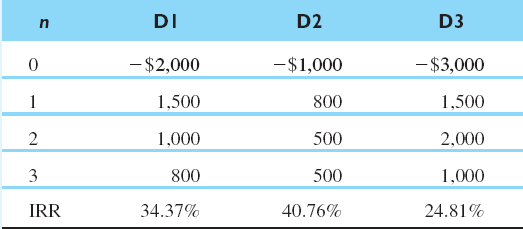 n D1 D2 D3
0 −$2,000 −$1,000 −$3,000
1 1,500 800 1,500
2 1,000 500 2,000
3 800 500 1,000
IRR 34.37% 40.76% 24.81%